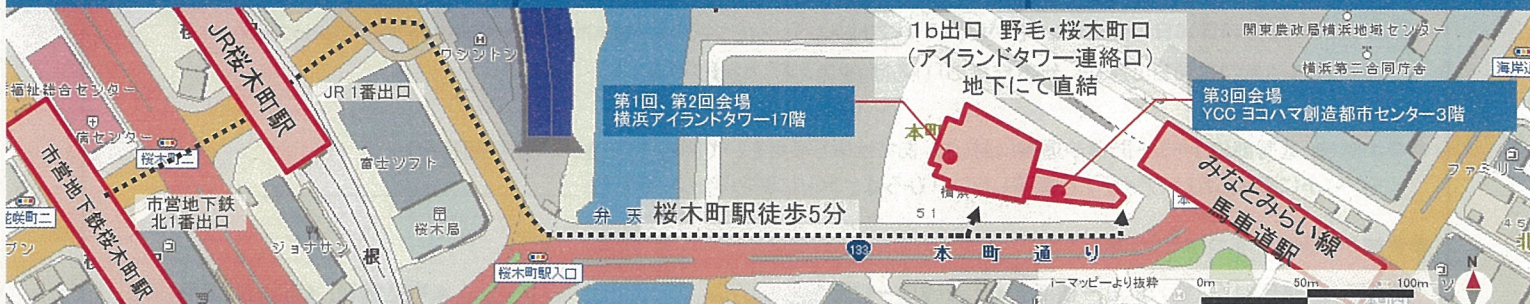 1b出口 野毛・桜木町口
(アイランドタワー連絡口)
地下にて直結
関東農政局横浜地域センター
横浜第二合同庁舎
海岸通
ワシントン
JR桜木町駅
JR 1番出口
福祉総合センター
桜木町二
市営地下鉄桜木町駅
市営地下鉄
北1番出口
花咲町二
富士ソフト
桜木局
ジョナサン
根
第1回、第2回会場
横浜アイランドタワー17階
第3回会場
YCC ヨコハマ創造都市センター3階
弁天
桜木町駅徒歩5分
51
桜木町駅入口
133
本町通り
みなとみらい線
馬車道駅
ファミリー
45
i-マッピーより抜粋
0m 50m 100m
N